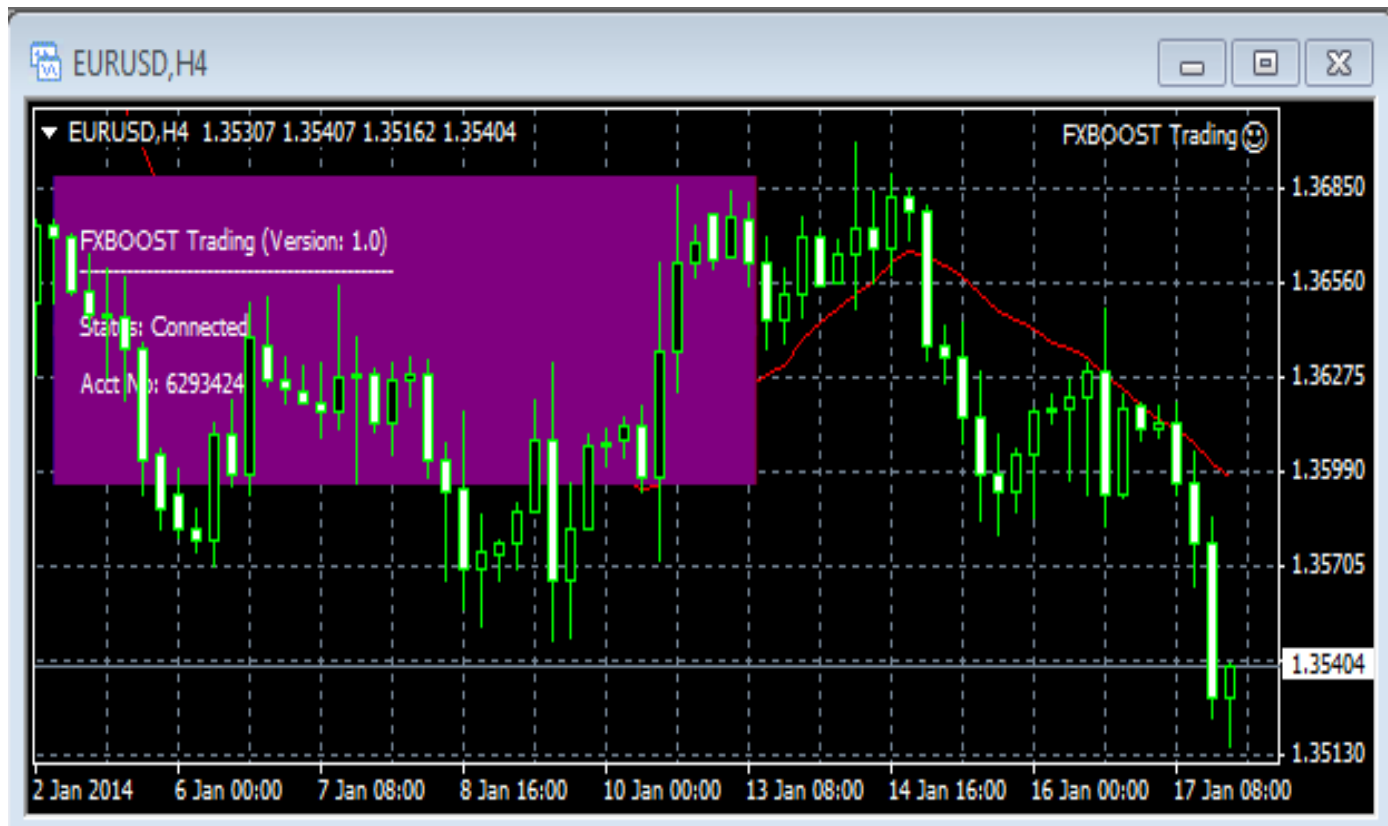 EURUSD,H4
EURUSD,H4 1.35307 1.35407 1.35162 1.35404
FXBOOST Trading☺
FXBOOST Trading (Version: 1.0)
Status: Connected
Acct No: 6293424
1.36850
1.36560
1.36275
1.35990
1.35705
1.35404
1.35130
2 Jan 2014 6 Jan 00:00 7 Jan 08:00 8 Jan 16:00 10 Jan 00:00 13 Jan 08:00 14 Jan 16:00 16 Jan 00:00 17 Jan 08:00